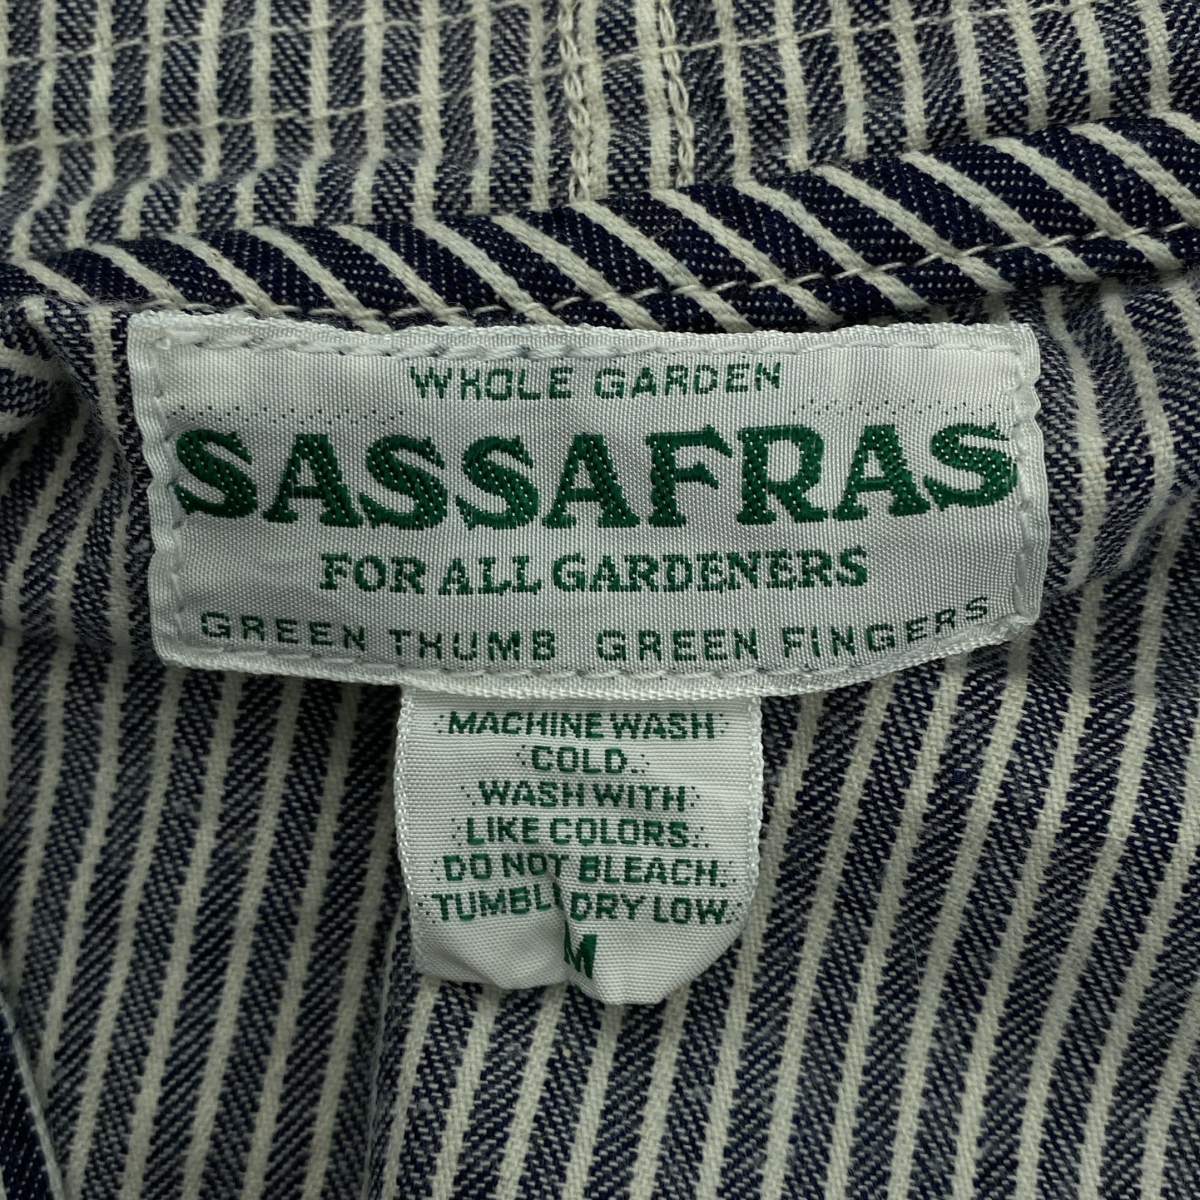 WHOLE GARDEN
SASSAFRAS
FOR ALL GARDENERS
GREEN THUMB GREEN FINGERS
MACHINE WASH
COLD.
WASH WITH
LIKE COLORS.
DO NOT BLEACH.
TUMBLE DRY LOW.
M